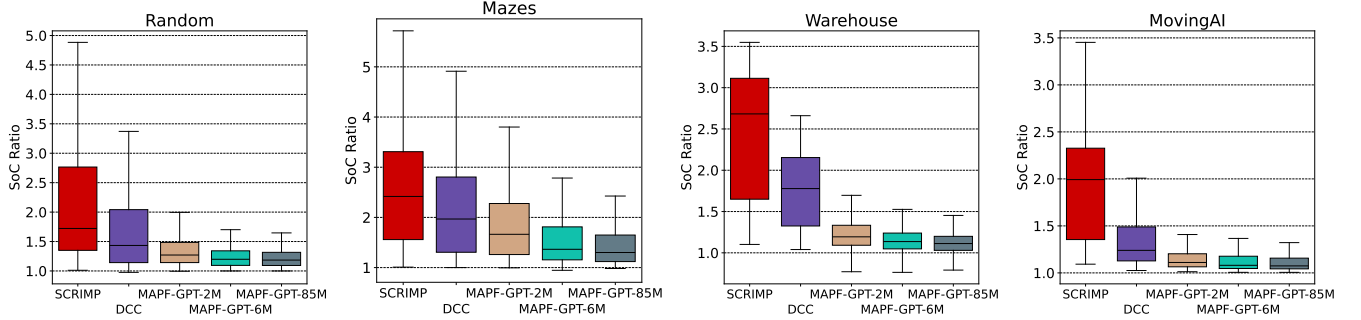 Random
SoC Ratio
5.0
4.5
4.0
3.5
3.0
2.5
2.0
1.5
1.0
SCRIMP
DCC
MAPF-GPT-2M
MAPF-GPT-6M
MAPF-GPT-85M
Mazes
SoC Ratio
5
4
3
2
1
SCRIMP
DCC
MAPF-GPT-2M
MAPF-GPT-6M
MAPF-GPT-85M
Warehouse
SoC Ratio
3.5
3.0
2.5
2.0
1.5
1.0
SCRIMP
DCC
MAPF-GPT-2M
MAPF-GPT-6M
MAPF-GPT-85M
MovingAI
SoC Ratio
3.5
3.0
2.5
2.0
1.5
1.0
SCRIMP
DCC
MAPF-GPT-2M
MAPF-GPT-6M
MAPF-GPT-85M